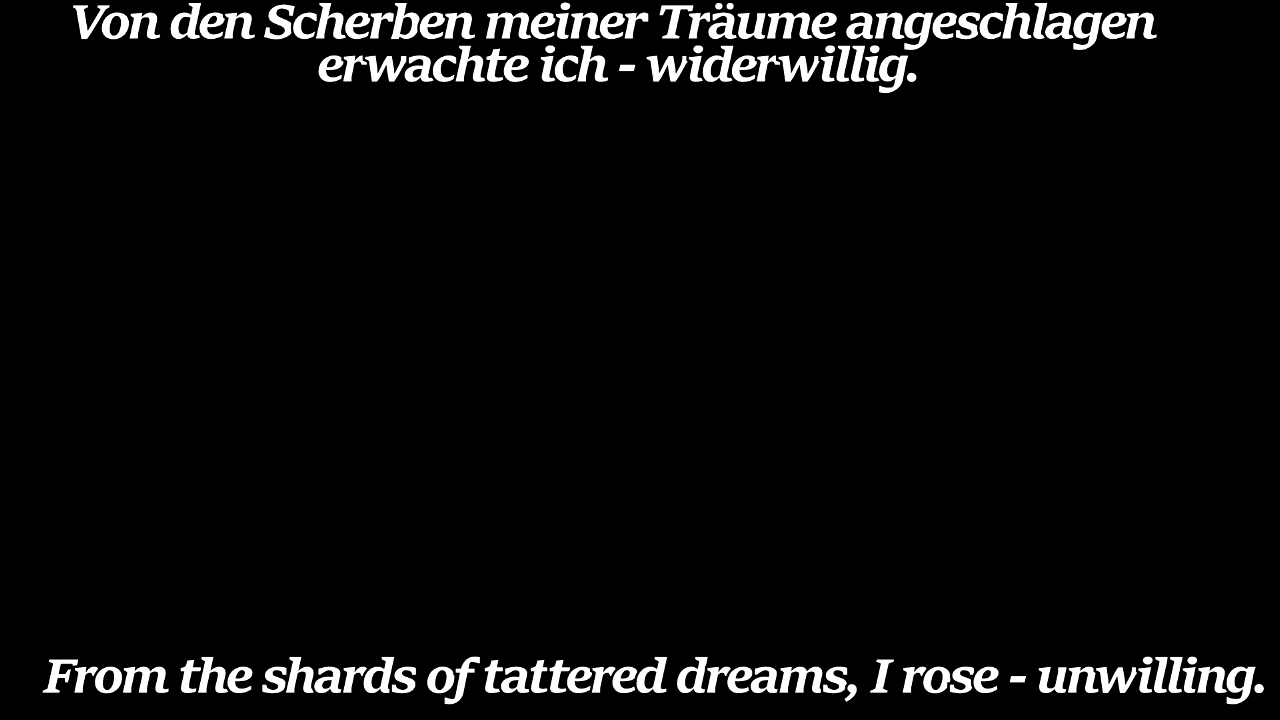 Von den Scherben meiner Träume angeschlagen
erwachte ich - widerwillig.
From the shards of tattered dreams, I rose - unwilling.